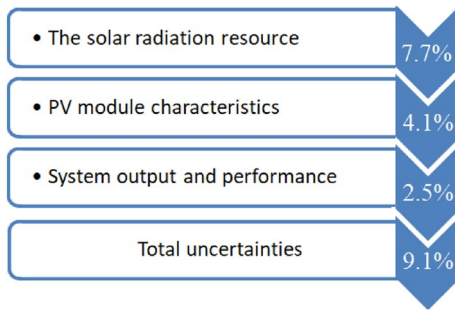 • The solar radiation resource
7.7%
• PV module characteristics
4.1%
• System output and performance
2.5%
Total uncertainties
9.1%